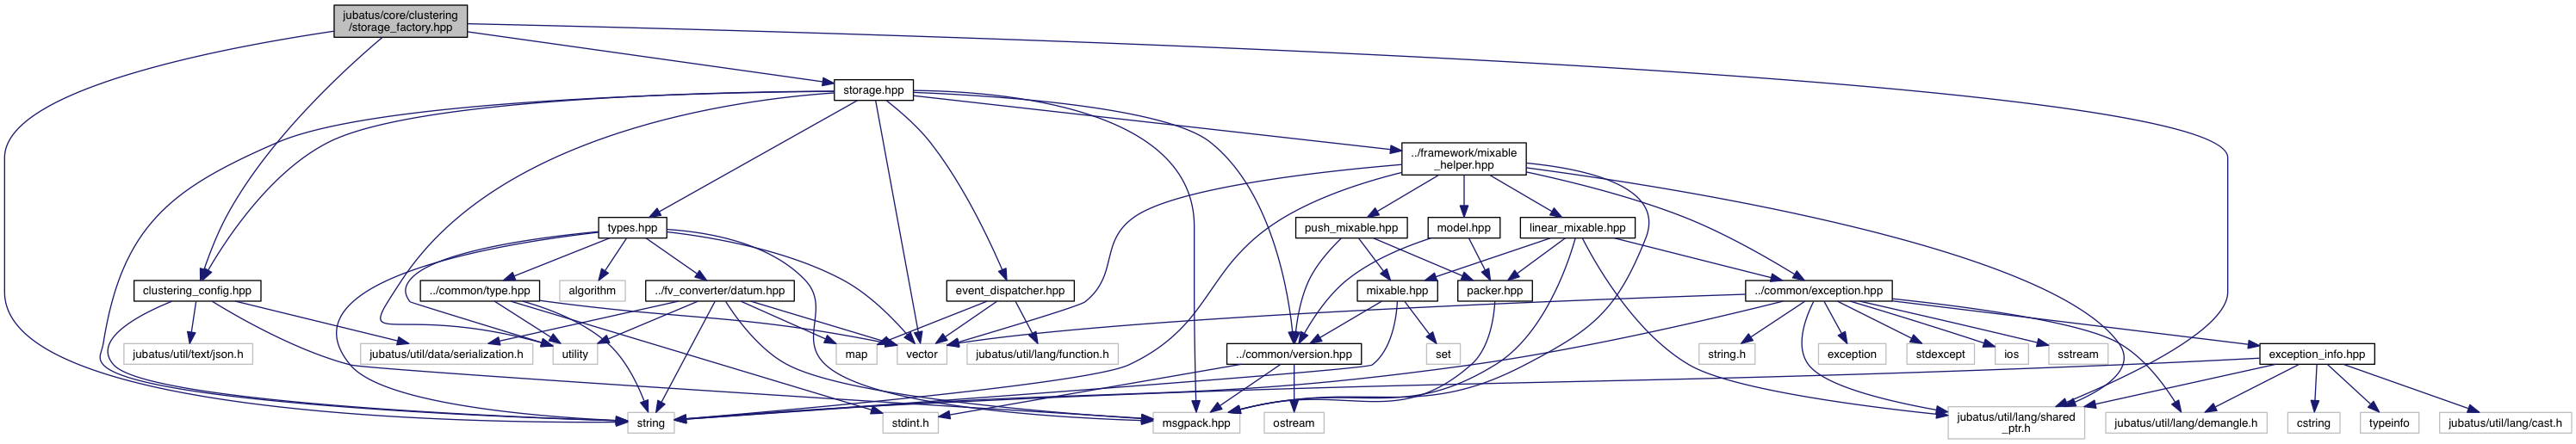 jubatus/core/clustering
/storage_factory.hpp
storage.hpp
../framework/mixable
_helper.hpp
types.hpp
push_mixable.hpp
model.hpp
linear_mixable.hpp
clustering_config.hpp
../common/type.hpp
algorithm
../fv_converter/datum.hpp
event_dispatcher.hpp
mixable.hpp
packer.hpp
../common/exception.hpp
jubatus/util/text/json.h
jubatus/util/data/serialization.h
utility
map
vector
jubatus/util/lang/function.h
../common/version.hpp
set
string.h
exception
stdexcept
ios
sstream
exception_info.hpp
string
stdint.h
msgpack.hpp
ostream
jubatus/util/lang/shared
_ptr.h
jubatus/util/lang/demangle.h
cstring
typeinfo
jubatus/util/lang/cast.h